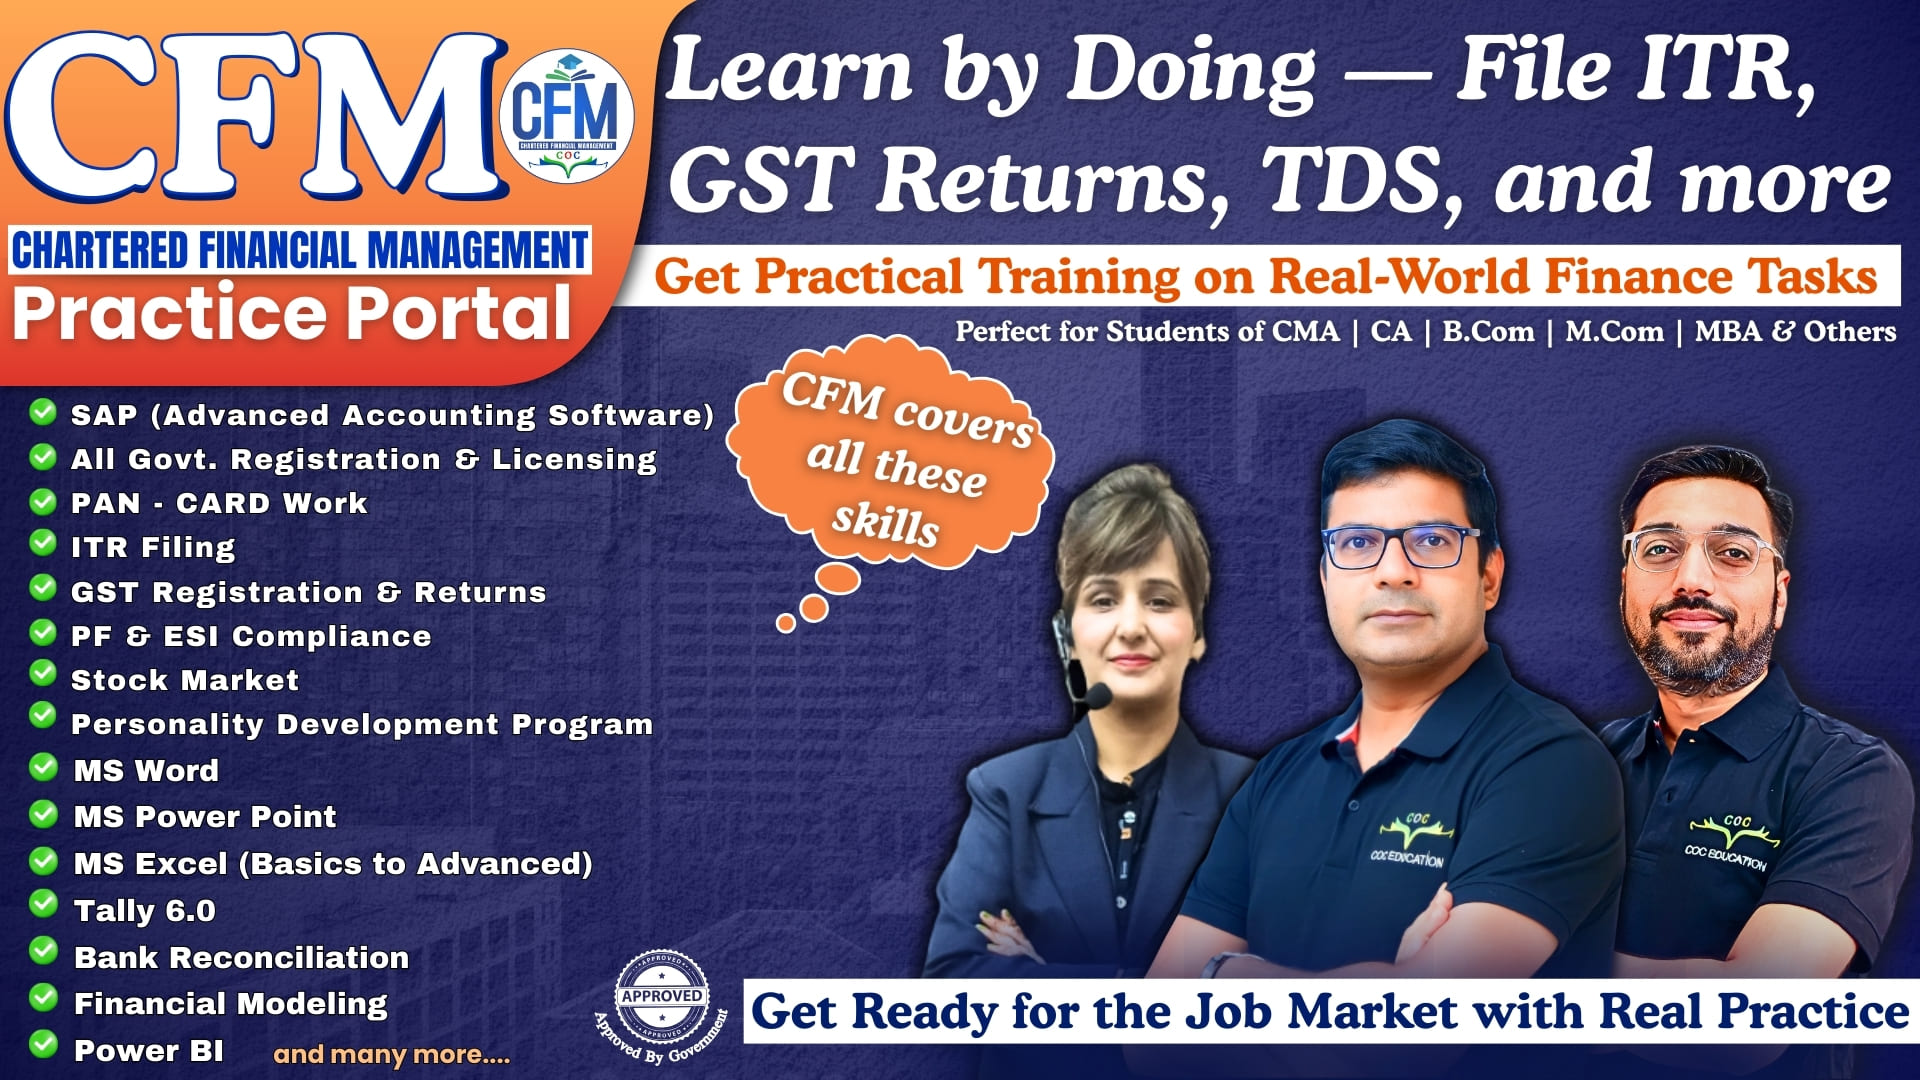 CFM
CFM
CHARTERED FINANCIAL MANAGEMENT
COC
CHARTERED FINANCIAL MANAGEMENT
Practice Portal
Learn by Doing — File ITR,
GST Returns, TDS, and more
Get Practical Training on Real-World Finance Tasks
Perfect for Students of CMA | CA | B.Com | M.Com | MBA & Others
CFM covers
all these
skills
SAP (Advanced Accounting Software)
All Govt. Registration & Licensing
PAN - CARD Work
ITR Filing
GST Registration & Returns
PF & ESI Compliance
Stock Market
Personality Development Program
MS Word
MS Power Point
MS Excel (Basics to Advanced)
Tally 6.0
Bank Reconciliation
Financial Modeling
Power BI
and many more....
COC
COC EDUCATION
COC
COC EDUCATION
APPROVED
APPROVED
APPROVED
Approved By Government
Get Ready for the Job Market with Real Practice